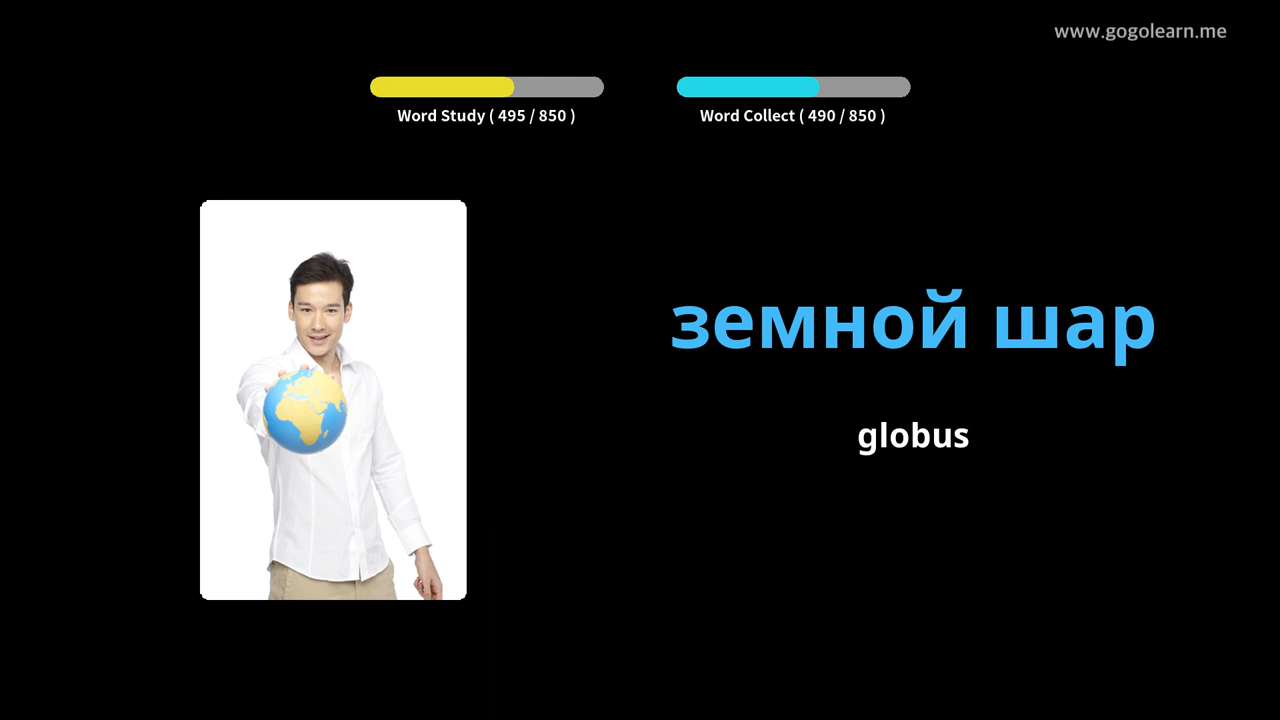 www.gogolearn.me
Word Study ( 495 / 850 )
Word Collect ( 490 / 850 )
земной шар
globus